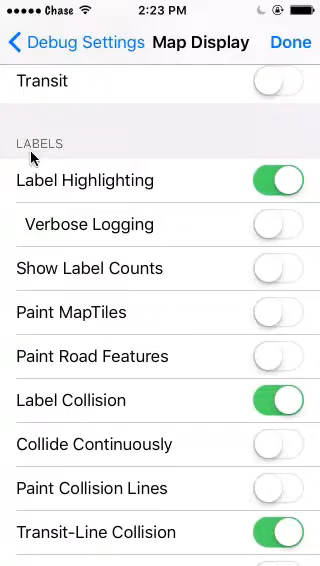 Chase 2:23 PM
Debug Settings Map Display Done
Transit
LABELS
Label Highlighting
Verbose Logging
Show Label Counts
Paint MapTiles
Paint Road Features
Label Collision
Collide Continuously
Paint Collision Lines
Transit-Line Collision